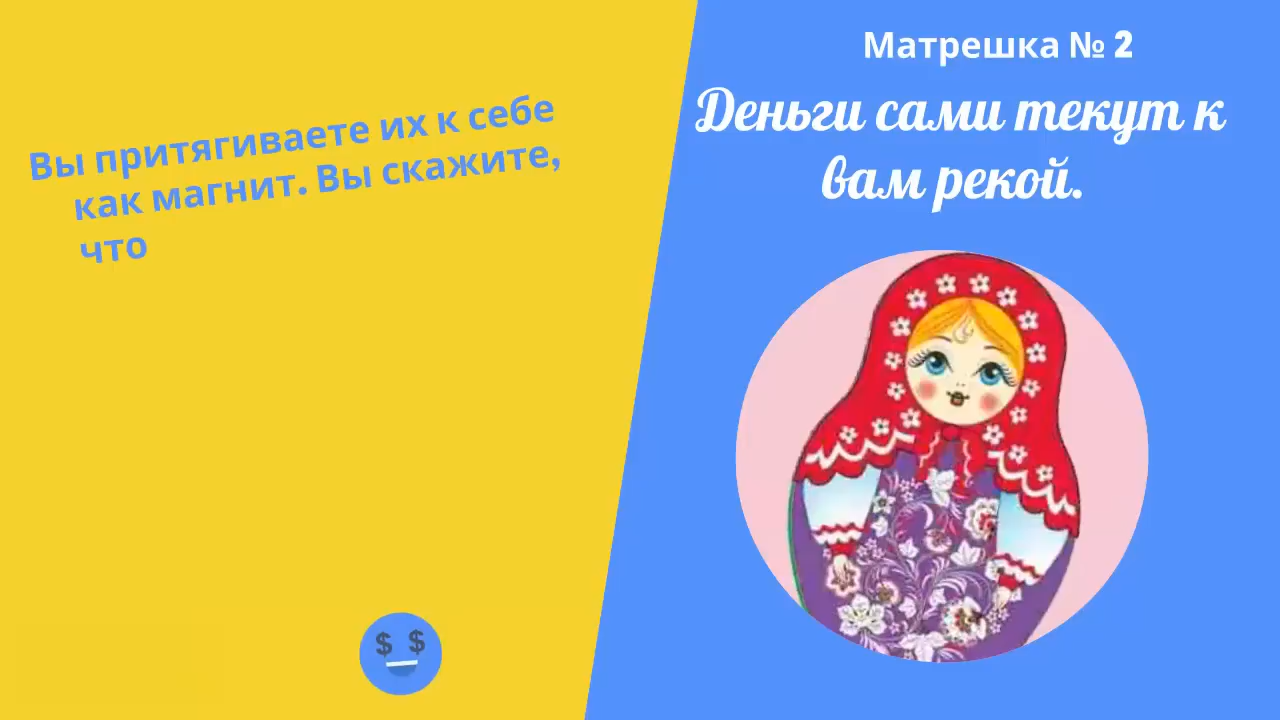 Вы притягиваете их к себе
как магнит. Вы скажите,
что
Матрешка № 2
Деньги сами текут к
вам рекой.
$ $